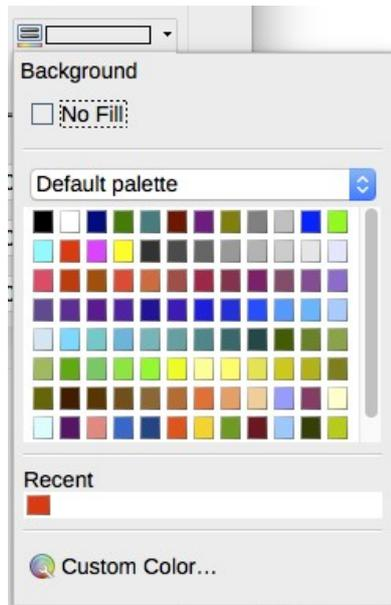 Background
No Fill
Default palette
Recent
Custom Color...